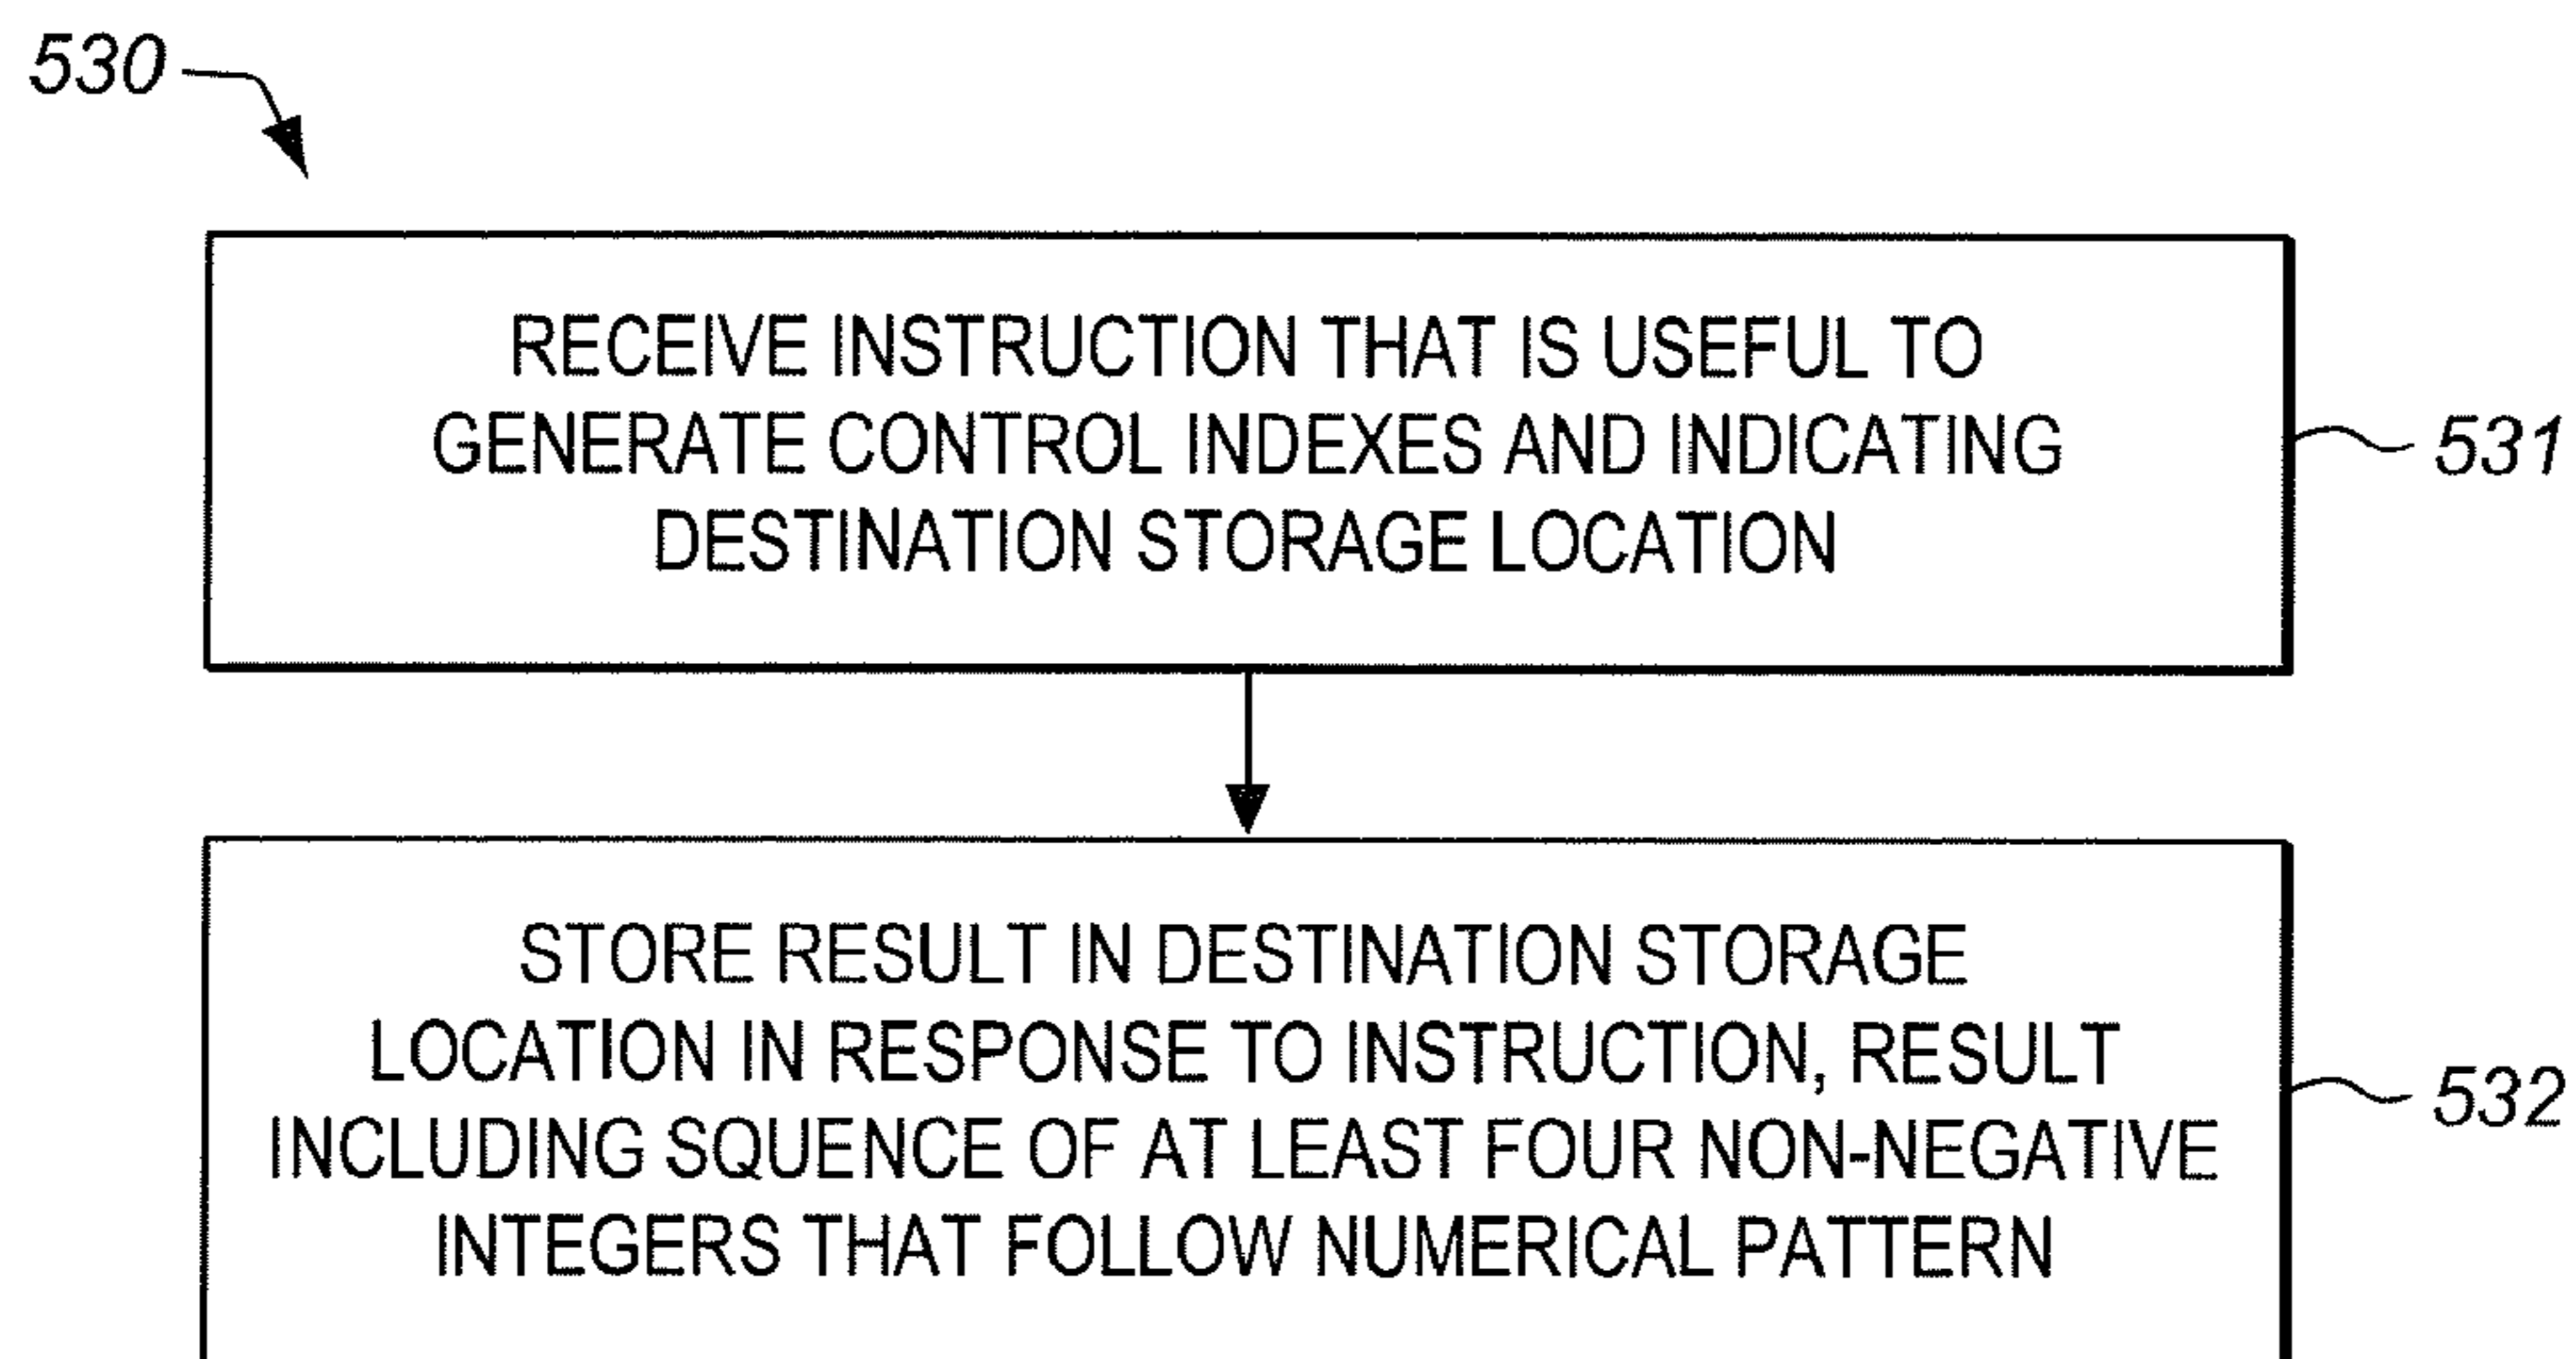 530
RECEIVE INSTRUCTION THAT IS USEFUL TO
GENERATE CONTROL INDEXES AND INDICATING
DESTINATION STORAGE LOCATION
531
STORE RESULT IN DESTINATION STORAGE
LOCATION IN RESPONSE TO INSTRUCTION, RESULT
INCLUDING SQUENCE OF AT LEAST FOUR NON-NEGATIVE
INTEGERS THAT FOLLOW NUMERICAL PATTERN
532